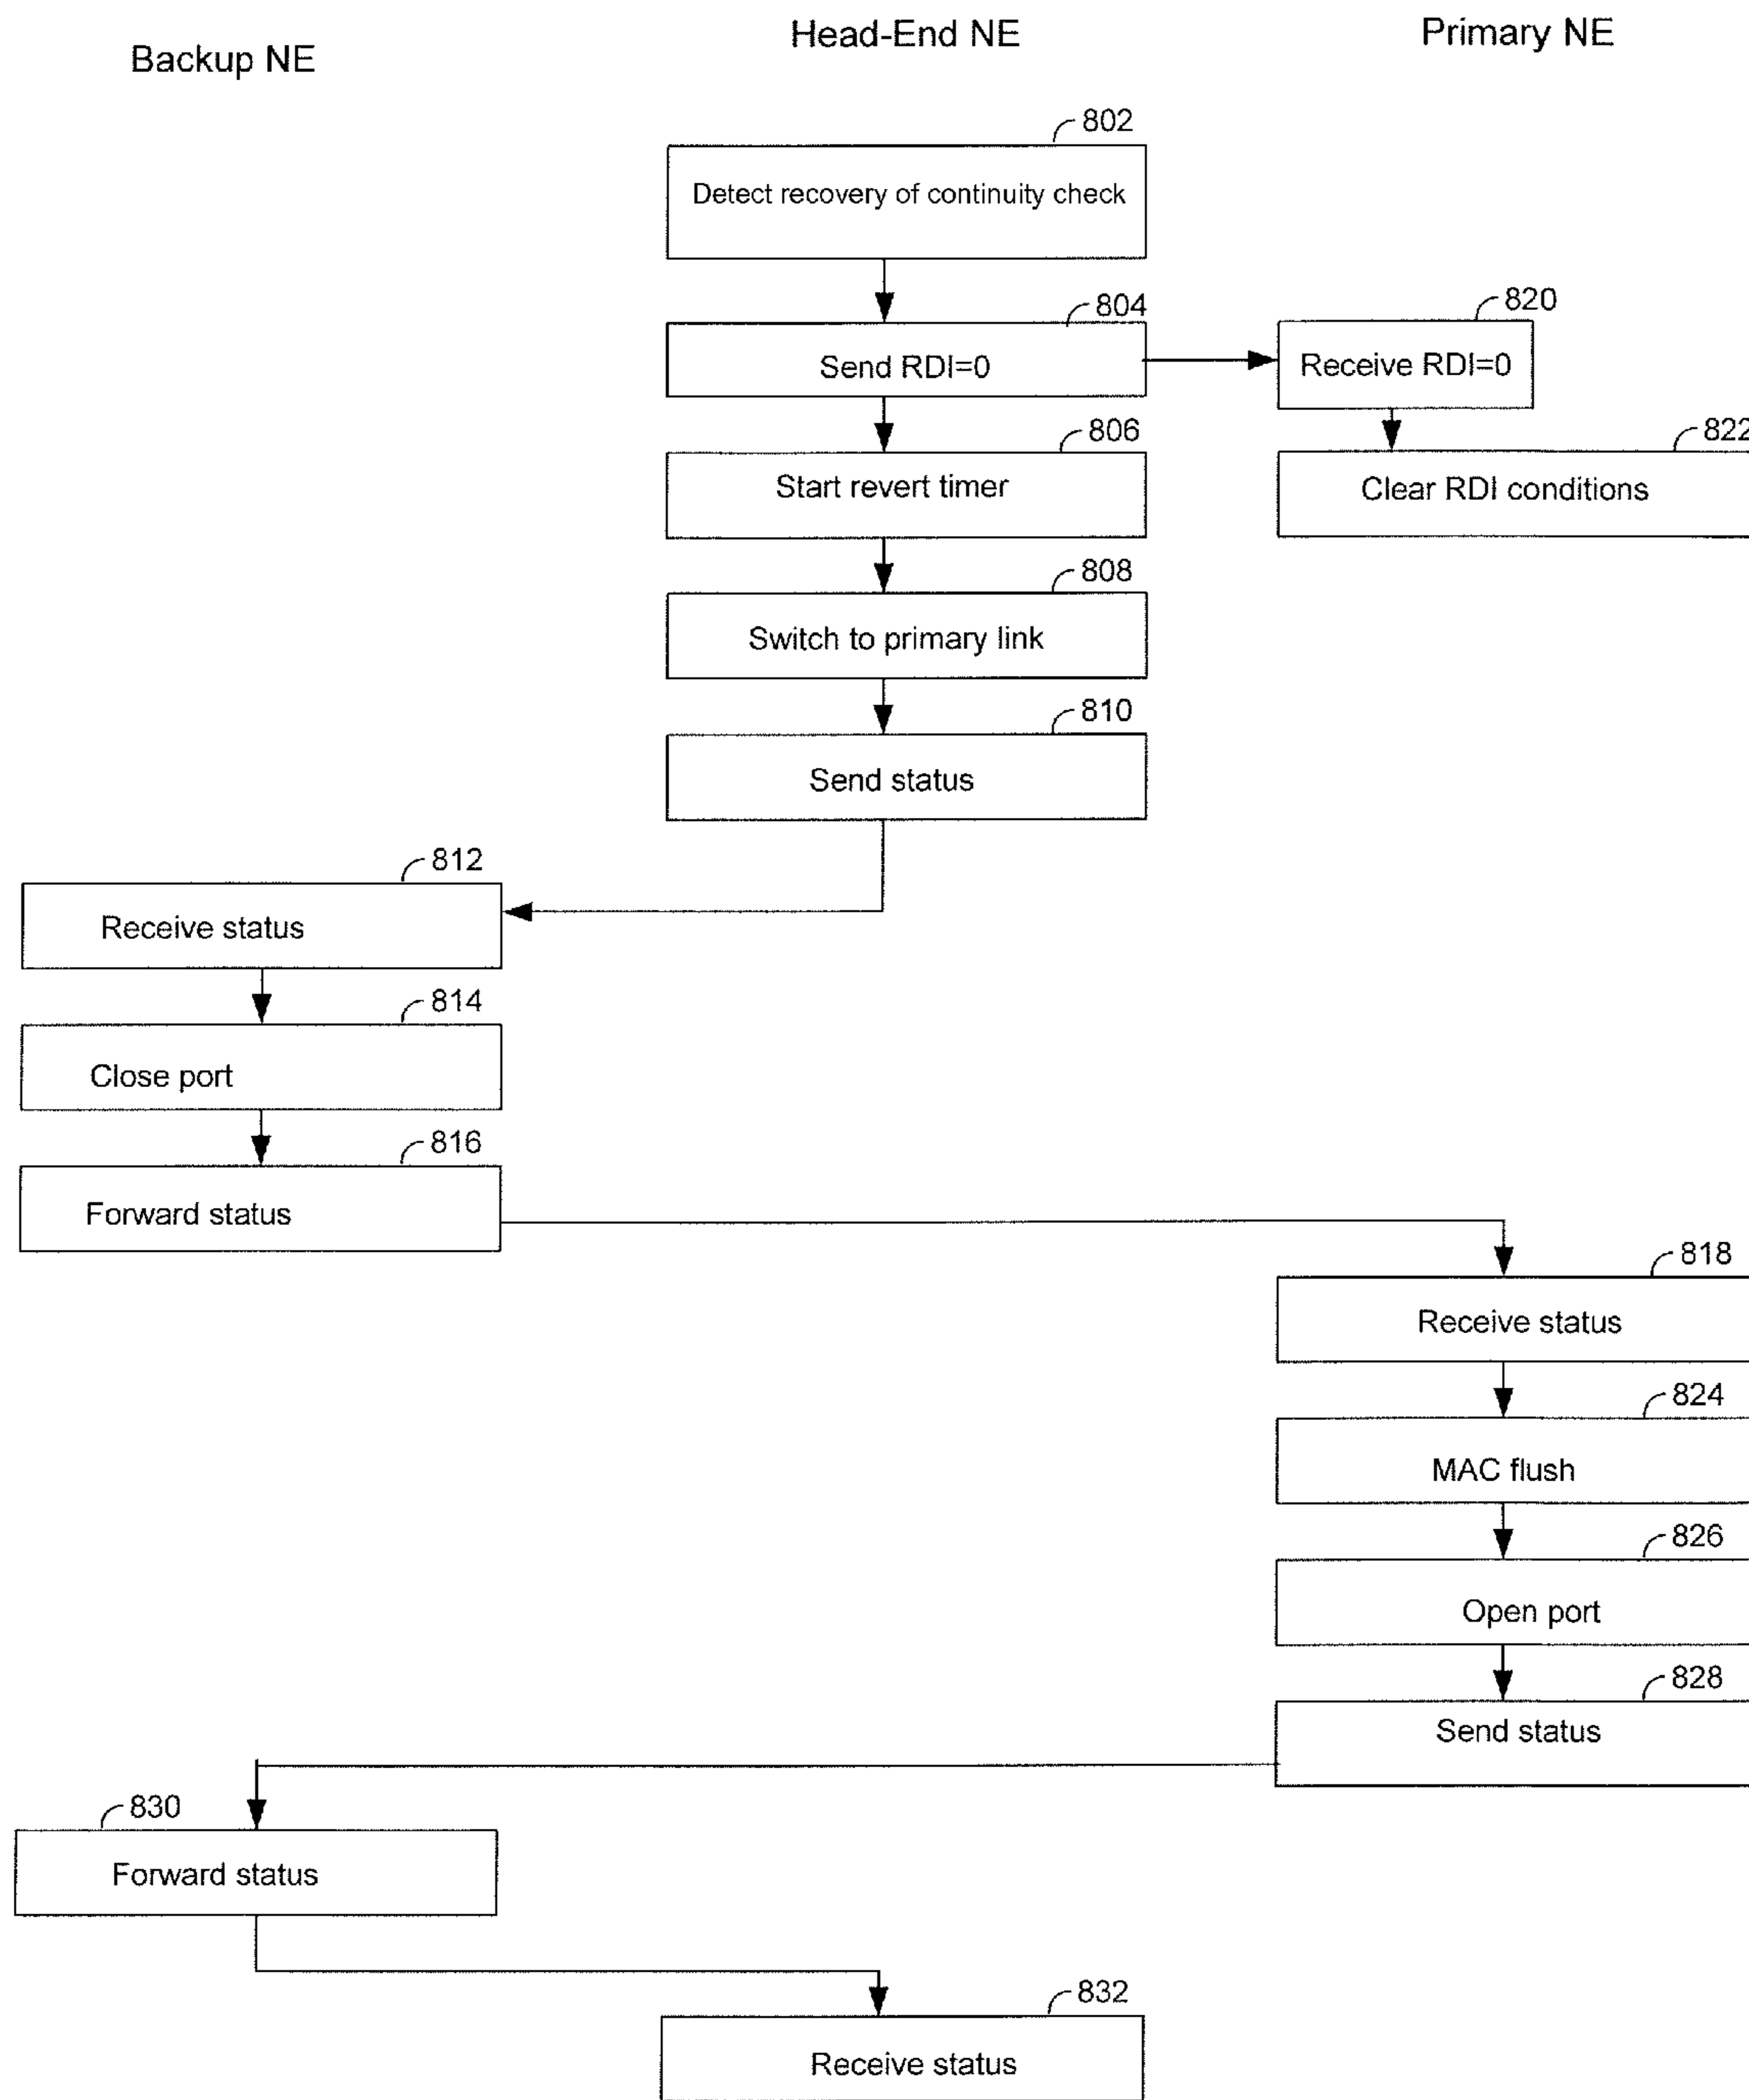 Backup NE
Head-End NE
Primary NE
802
Detect recovery of continuity check
804
Send RDI=0
820
Receive RDI=0
806
Start revert timer
822
Clear RDI conditions
808
Switch to primary link
810
Send status
812
Receive status
814
Close port
816
Forward status
818
Receive status
824
MAC flush
826
Open port
828
Send status
830
Forward status
832
Receive status